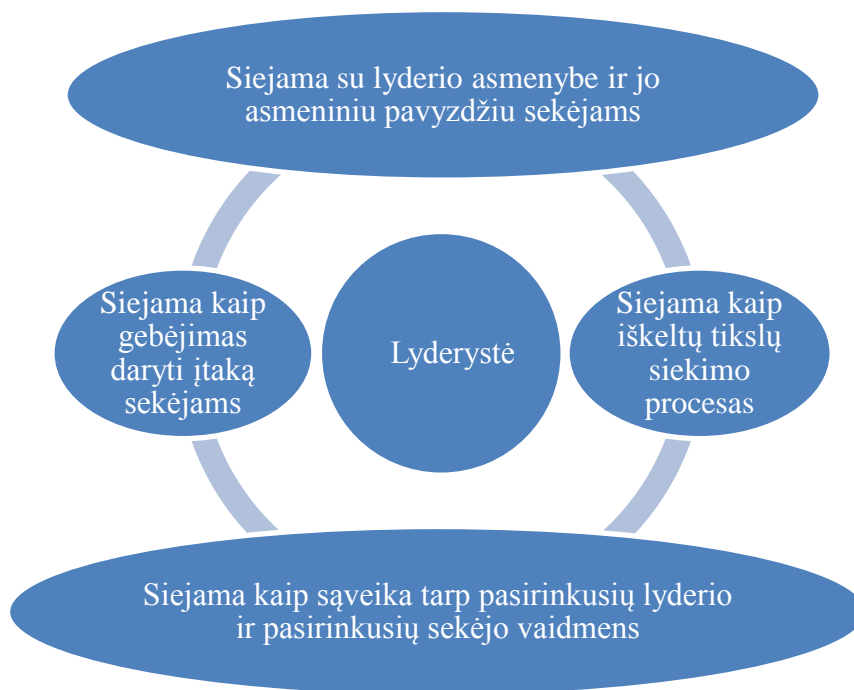 Siejama su lyderio asmenybe ir jo
asmeniniu pavyzdžiu sekėjams
Siejama kaip
gebėjimas
daryti įtaką
sekėjams
Lyderystė
Siejama kaip
iškeltų tikslų
siekimo
procesas
Siejama kaip sąveika tarp pasirinkusių lyderio
ir pasirinkusių sekėjo vaidmens